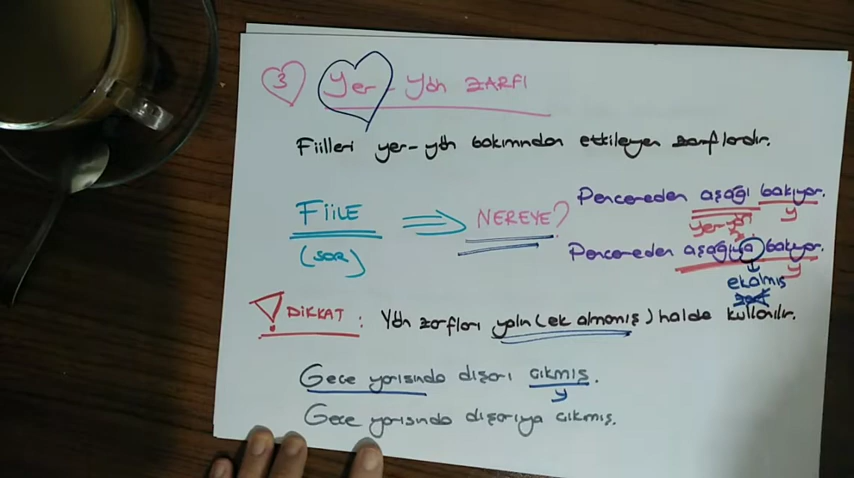 3 Yer - Yön ZARFI
Fiilleri yer-yön bakımından etkileyen zarflardır.
FİİLE ⇒ NEREYE?
(SOR)
Pencereden aşağı bakıyor.
yer-yön y
Pencereden aşağıya bakıyor.
ek almış y
! DİKKAT : Yön zarfları yalın (ek almamış) halde kullanılır.
Gece yarısında dışarı çıkmış.
y
Gece yarısında dışarıya çıkmış.